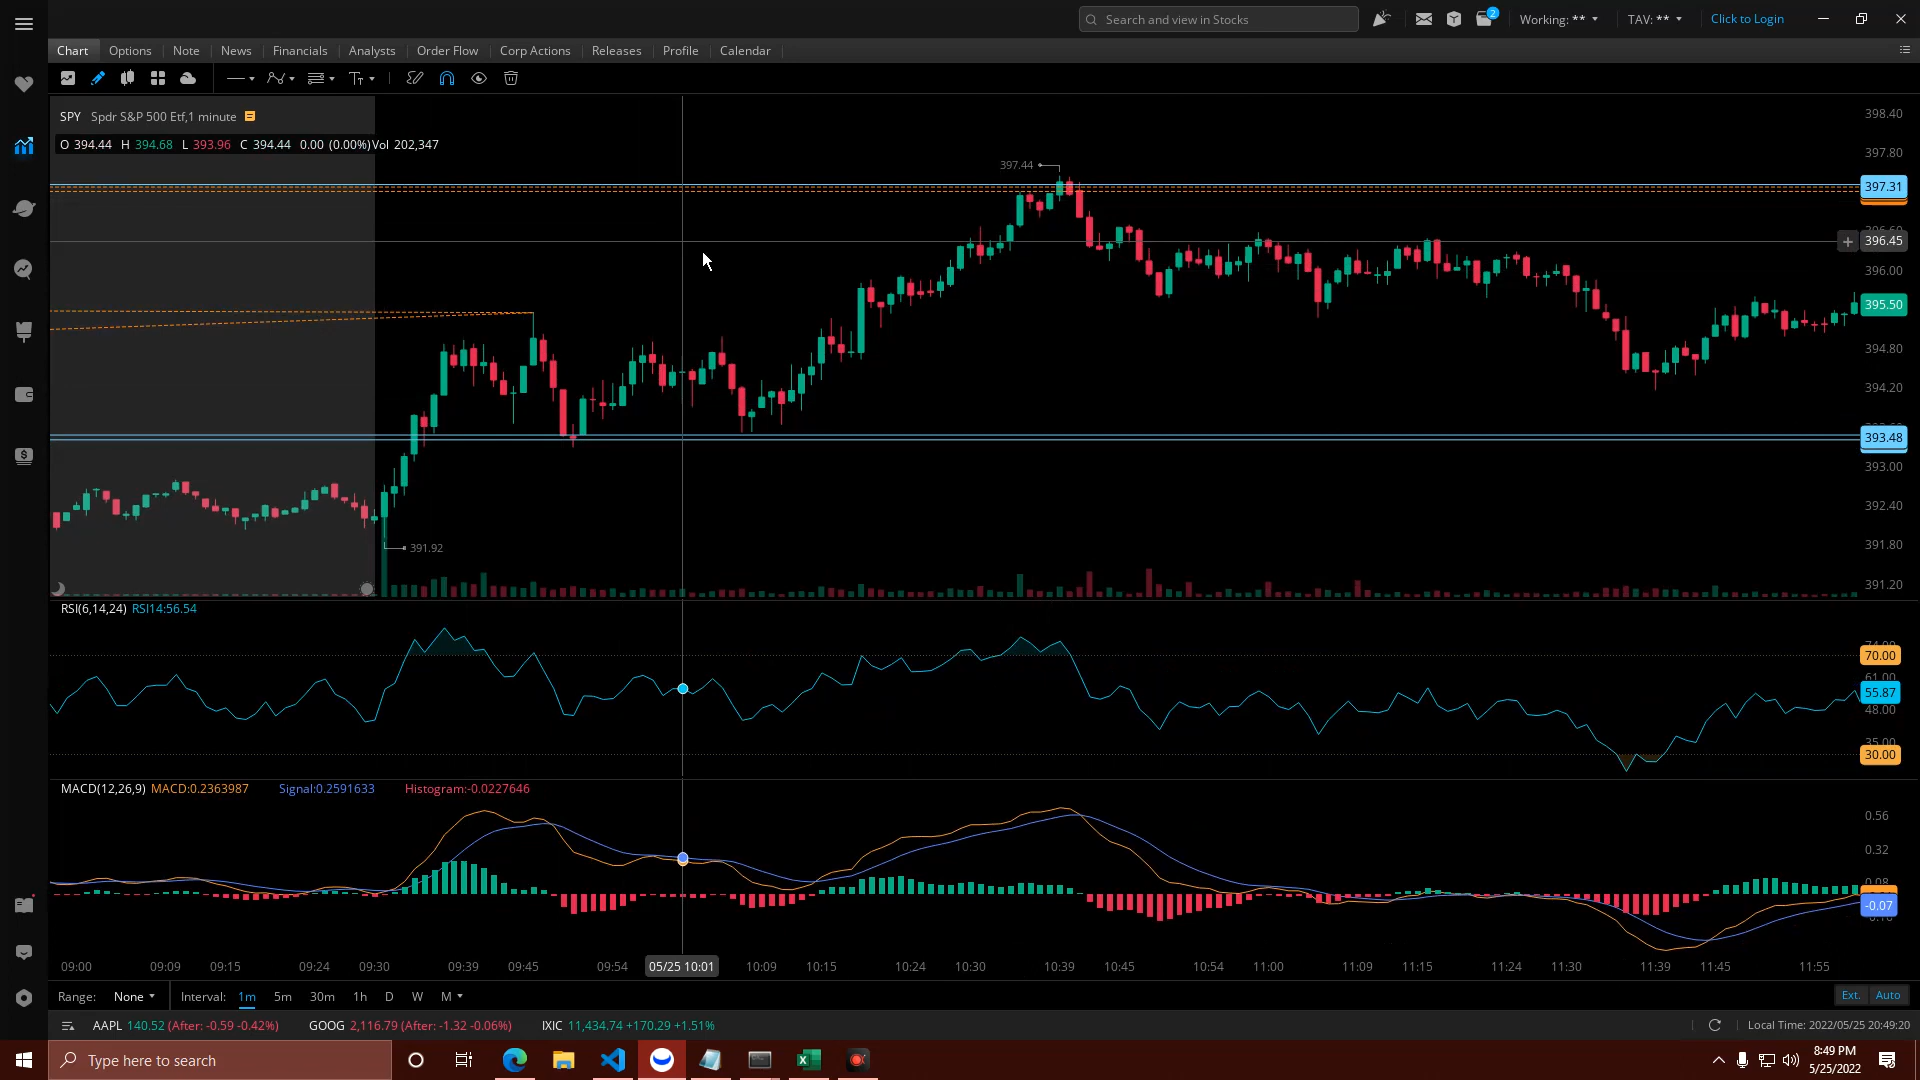 Search and view in Stocks
2
Working: ** TAV: ** Click to Login
Chart Options Note News Financials Analysts Order Flow Corp Actions Releases Profile Calendar
SPY Spdr S&P 500 Etf,1 minute
O 394.44 H 394.68 L 393.96 C 394.44 0.00 (0.00%)Vol 202,347
398.40
397.80
397.44
397.31
396.45
396.00
395.50
394.80
394.20
393.48
393.00
392.40
391.92
391.80
391.20
RSI(6,14,24) RSI14:56.54
70.00
61.00
55.87
48.00
35.00
30.00
MACD(12,26,9) MACD:0.2363987 Signal:0.2591633 Histogram:-0.0227646
0.56
0.32
0.08
-0.07
09:00 09:09 09:15 09:24 09:30 09:39 09:45 09:54 05/25 10:01 10:09 10:15 10:24 10:30 10:39 10:45 10:54 11:00 11:09 11:15 11:24 11:30 11:39 11:45 11:55
Range: None Interval: 1m 5m 30m 1h D W M Ext. Auto
AAPL 140.52 (After: -0.59 -0.42%) GOOG 2,116.79 (After: -1.32 -0.06%) IXIC 11,434.74 +170.29 +1.51% Local Time: 2022/05/25 20:49:20
Type here to search
8:49 PM
5/25/2022